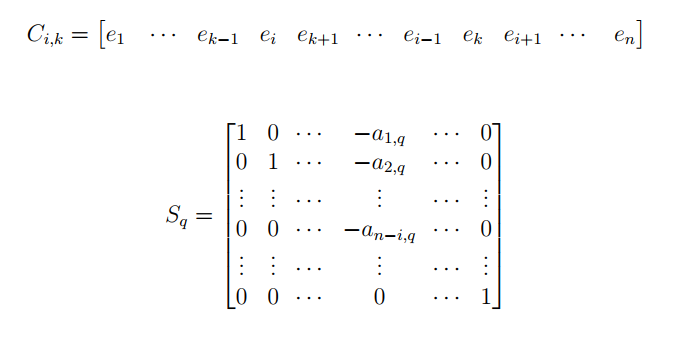 C_{i,k} = [e_1 ⋯ e_{k−1} e_i e_{k+1} ⋯ e_{i−1} e_k e_{i+1} ⋯ e_n]
S_q =
1 0 ⋯ −a_{1,q} ⋯ 0
0 1 ⋯ −a_{2,q} ⋯ 0
⋮ ⋮ ⋯ ⋮ ⋯ ⋮
0 0 ⋯ −a_{n−i,q} ⋯ 0
⋮ ⋮ ⋯ ⋮ ⋯ ⋮
0 0 ⋯ 0 ⋯ 1